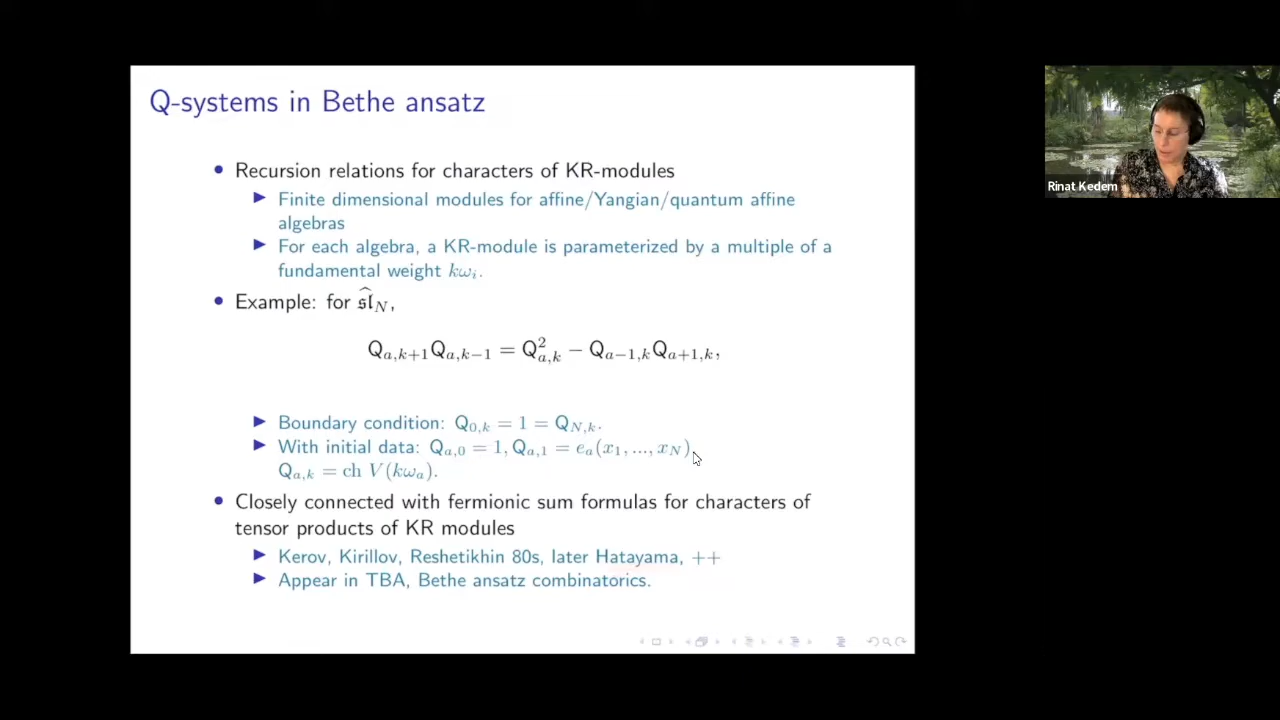 Q-systems in Bethe ansatz
• Recursion relations for characters of KR-modules
▶ Finite dimensional modules for affine/Yangian/quantum affine
algebras
▶ For each algebra, a KR-module is parameterized by a multiple of a
fundamental weight kω_i.
• Example: for \widehat{𝔰𝔩}_N,
Q_{a,k+1}Q_{a,k−1} = Q^2_{a,k} − Q_{a−1,k}Q_{a+1,k},
▶ Boundary condition: Q_{0,k} = 1 = Q_{N,k}.
▶ With initial data: Q_{a,0} = 1, Q_{a,1} = e_a(x_1, ..., x_N),
Q_{a,k} = ch V(kω_a).
• Closely connected with fermionic sum formulas for characters of
tensor products of KR modules
▶ Kerov, Kirillov, Reshetikhin 80s, later Hatayama, ++
▶ Appear in TBA, Bethe ansatz combinatorics.
Rinat Kedem